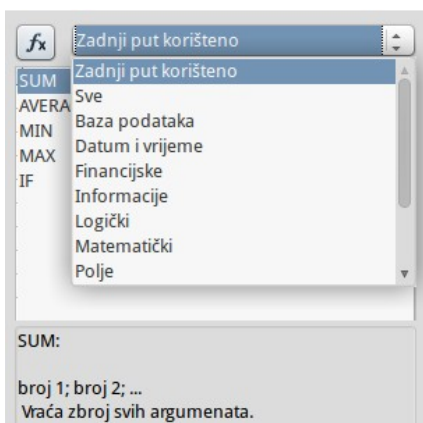 fx
Zadnji put korišteno
Zadnji put korišteno
Sve
Baza podataka
Datum i vrijeme
Financijske
Informacije
Logički
Matematički
Polje
SUM
AVERA
MIN
MAX
IF
SUM:
broj 1; broj 2; ...
Vraća zbroj svih argumenata.